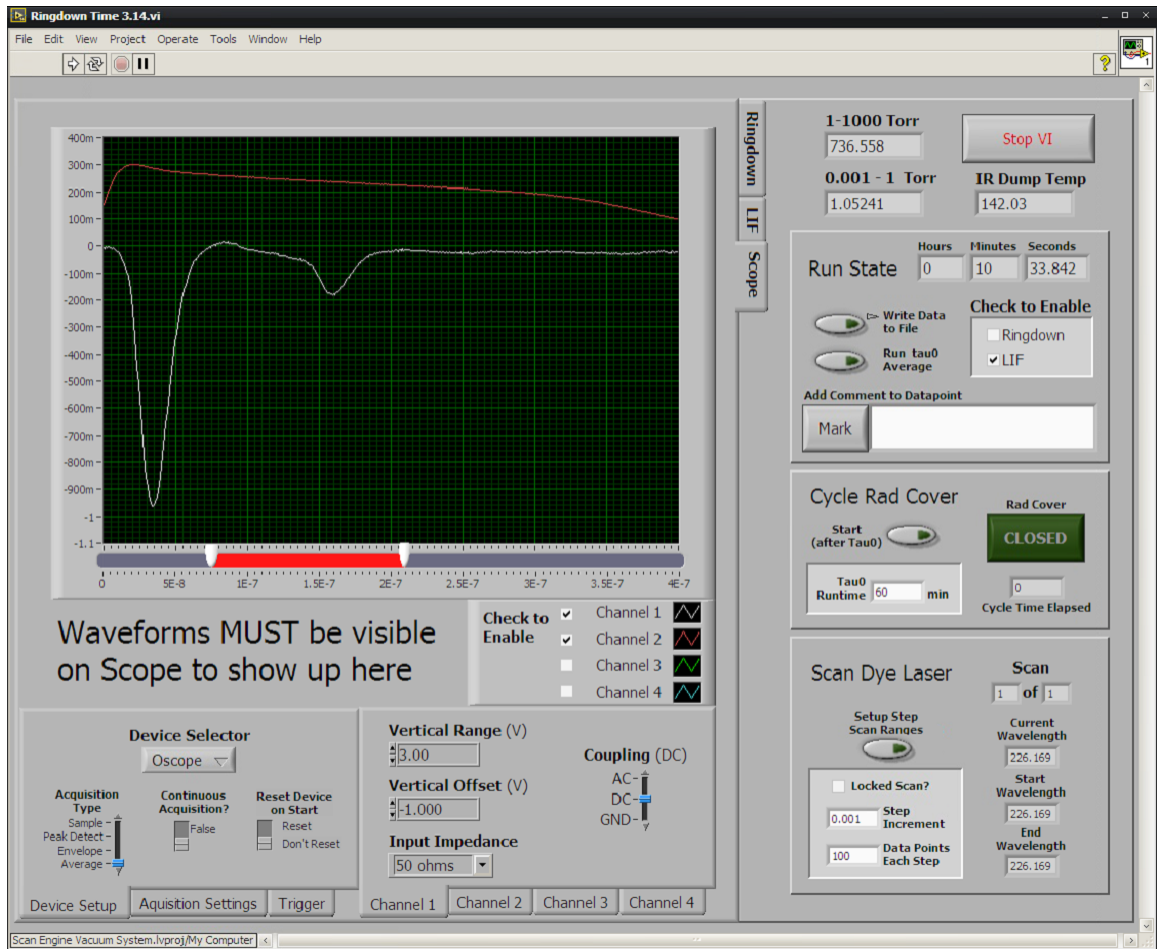 Ringdown Time 3.14.vi
File Edit View Project Operate Tools Window Help
1
Ringdown
LIF
Scope
400m
300m
200m
100m
0
-100m
-200m
-300m
-400m
-500m
-600m
-700m
-800m
-900m
-1
-1.1
0 5E-8 1E-7 1.5E-7 2E-7 2.5E-7 3E-7 3.5E-7 4E-7
Waveforms MUST be visible
on Scope to show up here
Check to
Enable
Channel 1
Channel 2
Channel 3
Channel 4
Device Selector
Oscope
Acquisition
Type
Sample
Peak Detect
Envelope
Average
Continuous
Acquisition?
False
Reset Device
on Start
Reset
Don't Reset
Device Setup Aquisition Settings Trigger
Vertical Range (V)
3.00
Vertical Offset (V)
-1.000
Input Impedance
50 ohms
Coupling (DC)
AC
DC
GND
Channel 1 Channel 2 Channel 3 Channel 4
1-1000 Torr
736.558
Stop VI
0.001 - 1 Torr
1.05241
IR Dump Temp
142.03
Run State
Hours Minutes Seconds
0 10 33.842
Write Data
to File
Run tau0
Average
Check to Enable
Ringdown
LIF
Add Comment to Datapoint
Mark
Cycle Rad Cover
Start
(after Tau0)
Rad Cover
CLOSED
Tau0
Runtime 60 min
0
Cycle Time Elapsed
Scan Dye Laser
Scan
1 of 1
Setup Step
Scan Ranges
Current
Wavelength
226.169
Locked Scan?
0.001 Step
Increment
100 Data Points
Each Step
Start
Wavelength
226.169
End
Wavelength
226.169
Scan Engine Vacuum System.lvproj/My Computer